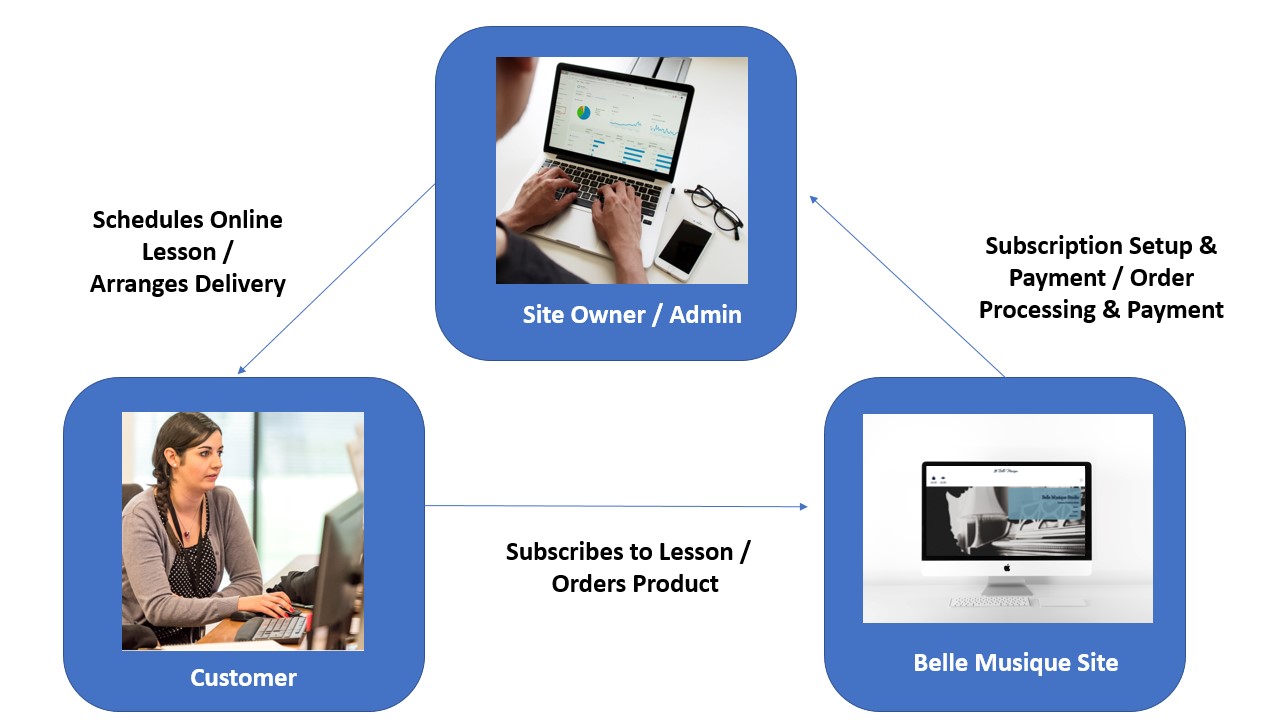 Site Owner / Admin
Schedules Online
Lesson /
Arranges Delivery
Subscription Setup &
Payment / Order
Processing & Payment
Subscribes to Lesson /
Orders Product
Customer
Belle Musique Site